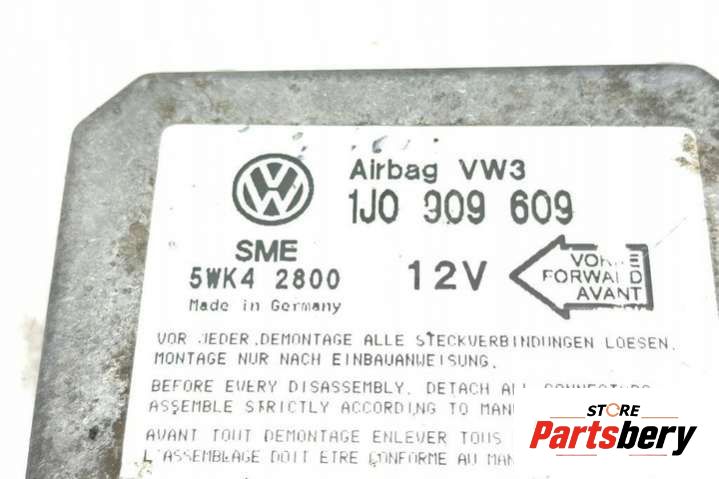 Airbag VW3
1J0 909 609
SME
5WK4 2800
12V
VORNE
FORWARD
AVANT
Made in Germany
VOR JEDER DEMONTAGE ALLE STECKVERBINDUNGEN LOESEN.
MONTAGE NUR NACH EINBAUANWEISUNG.
BEFORE EVERY DISASSEMBLY, DETACH ALL CONNECTORS
ASSEMBLE STRICTLY ACCORDING TO
AVANT TOUT DEMONTAGE ENLEVER TOUS
L'ASSEMBLAGE DOIT ETRE CONFORME AU
STORE
Partsbery